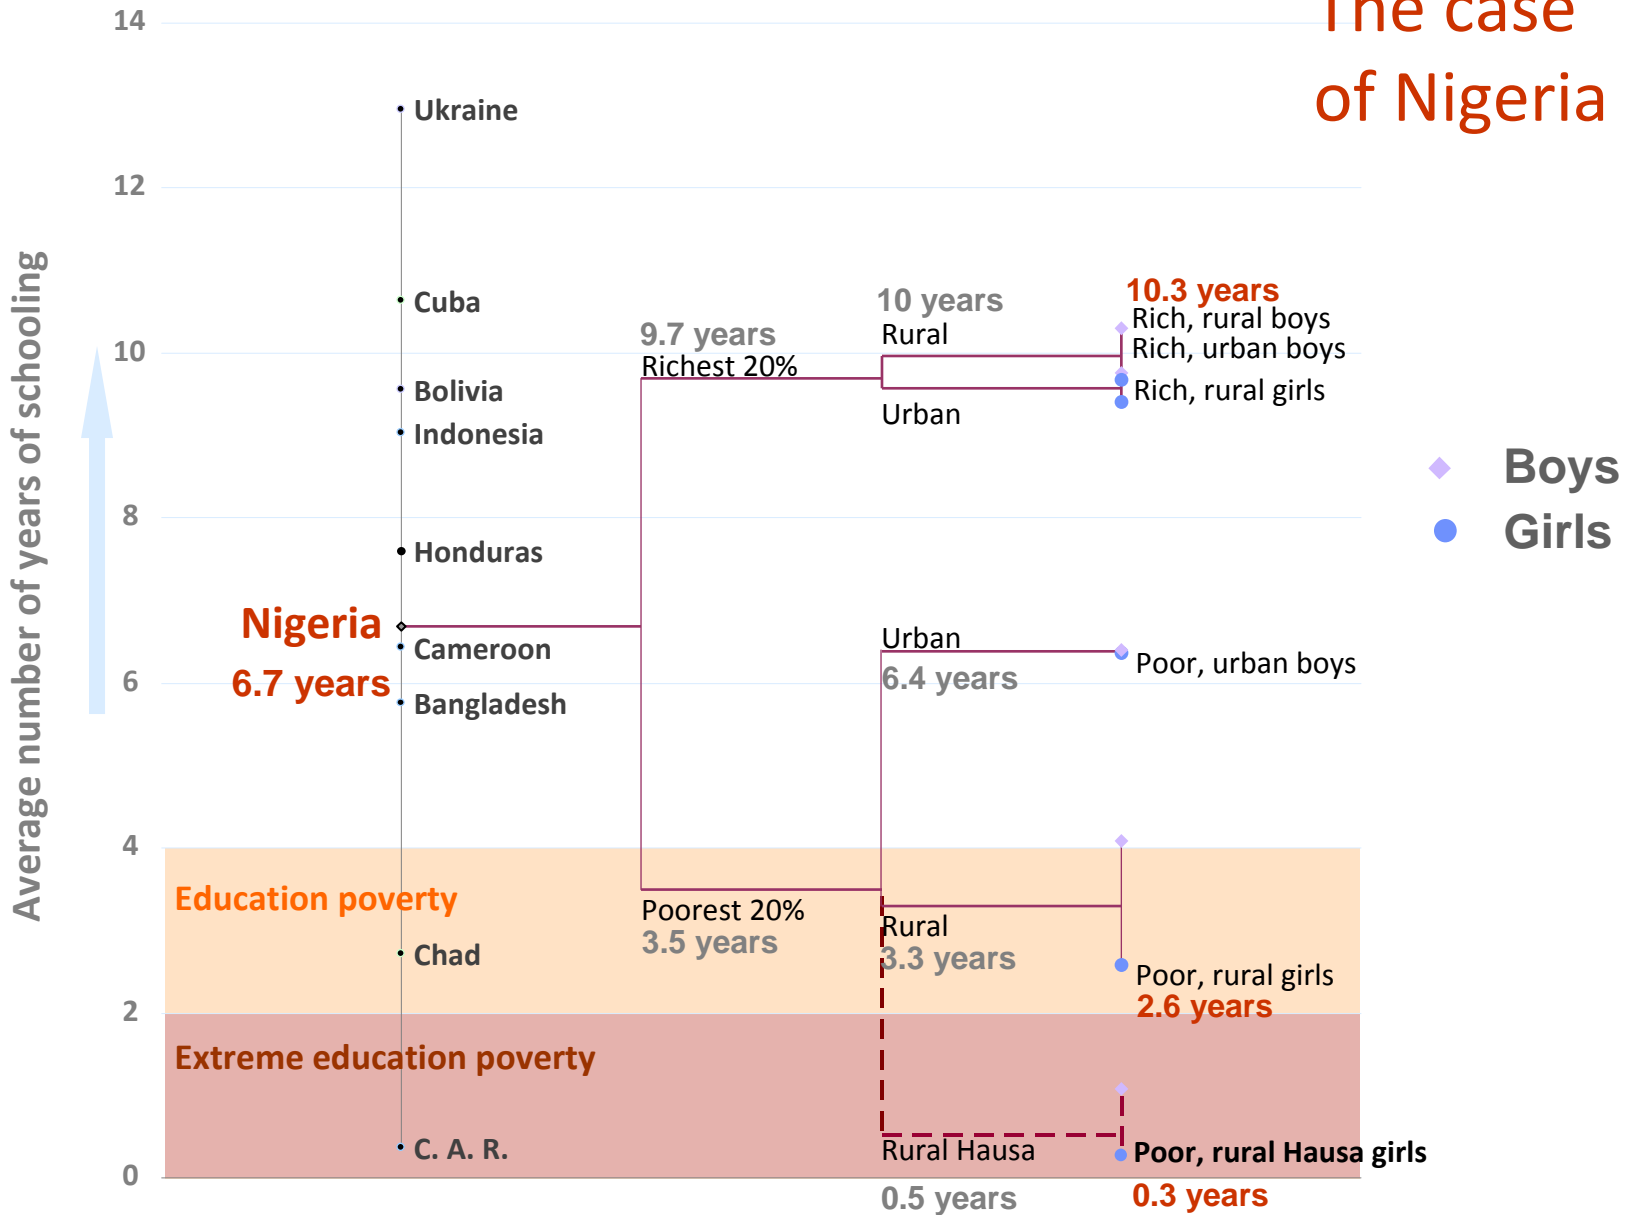 The case
of Nigeria
Average number of years of schooling
14
12
10
8
6
4
2
0
Ukraine
Cuba
Bolivia
Indonesia
Honduras
Nigeria
6.7 years
Cameroon
Bangladesh
Chad
C. A. R.
Education poverty
Extreme education poverty
9.7 years
Richest 20%
Poorest 20%
3.5 years
10 years
Rural
Urban
Urban
6.4 years
Rural
3.3 years
Rural Hausa
0.5 years
10.3 years
Rich, rural boys
Rich, urban boys
Rich, rural girls
Poor, urban boys
Poor, rural girls
2.6 years
Poor, rural Hausa girls
0.3 years
Boys
Girls